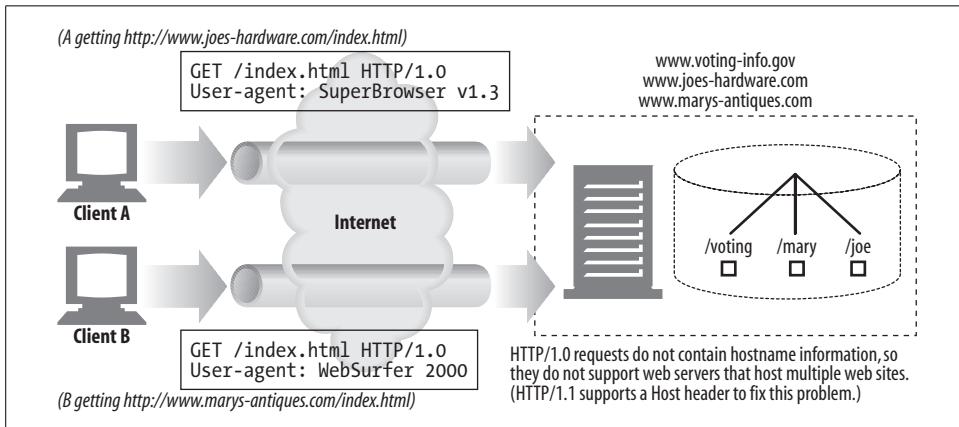 (A getting http://www.joes-hardware.com/index.html)
GET /index.html HTTP/1.0
User-agent: SuperBrowser v1.3
www.voting-info.gov
www.joes-hardware.com
www.marys-antiques.com
Client A
Internet
/voting /mary /joe
Client B
GET /index.html HTTP/1.0
User-agent: WebSurfer 2000
(B getting http://www.marys-antiques.com/index.html)
HTTP/1.0 requests do not contain hostname information, so
they do not support web servers that host multiple web sites.
(HTTP/1.1 supports a Host header to fix this problem.)